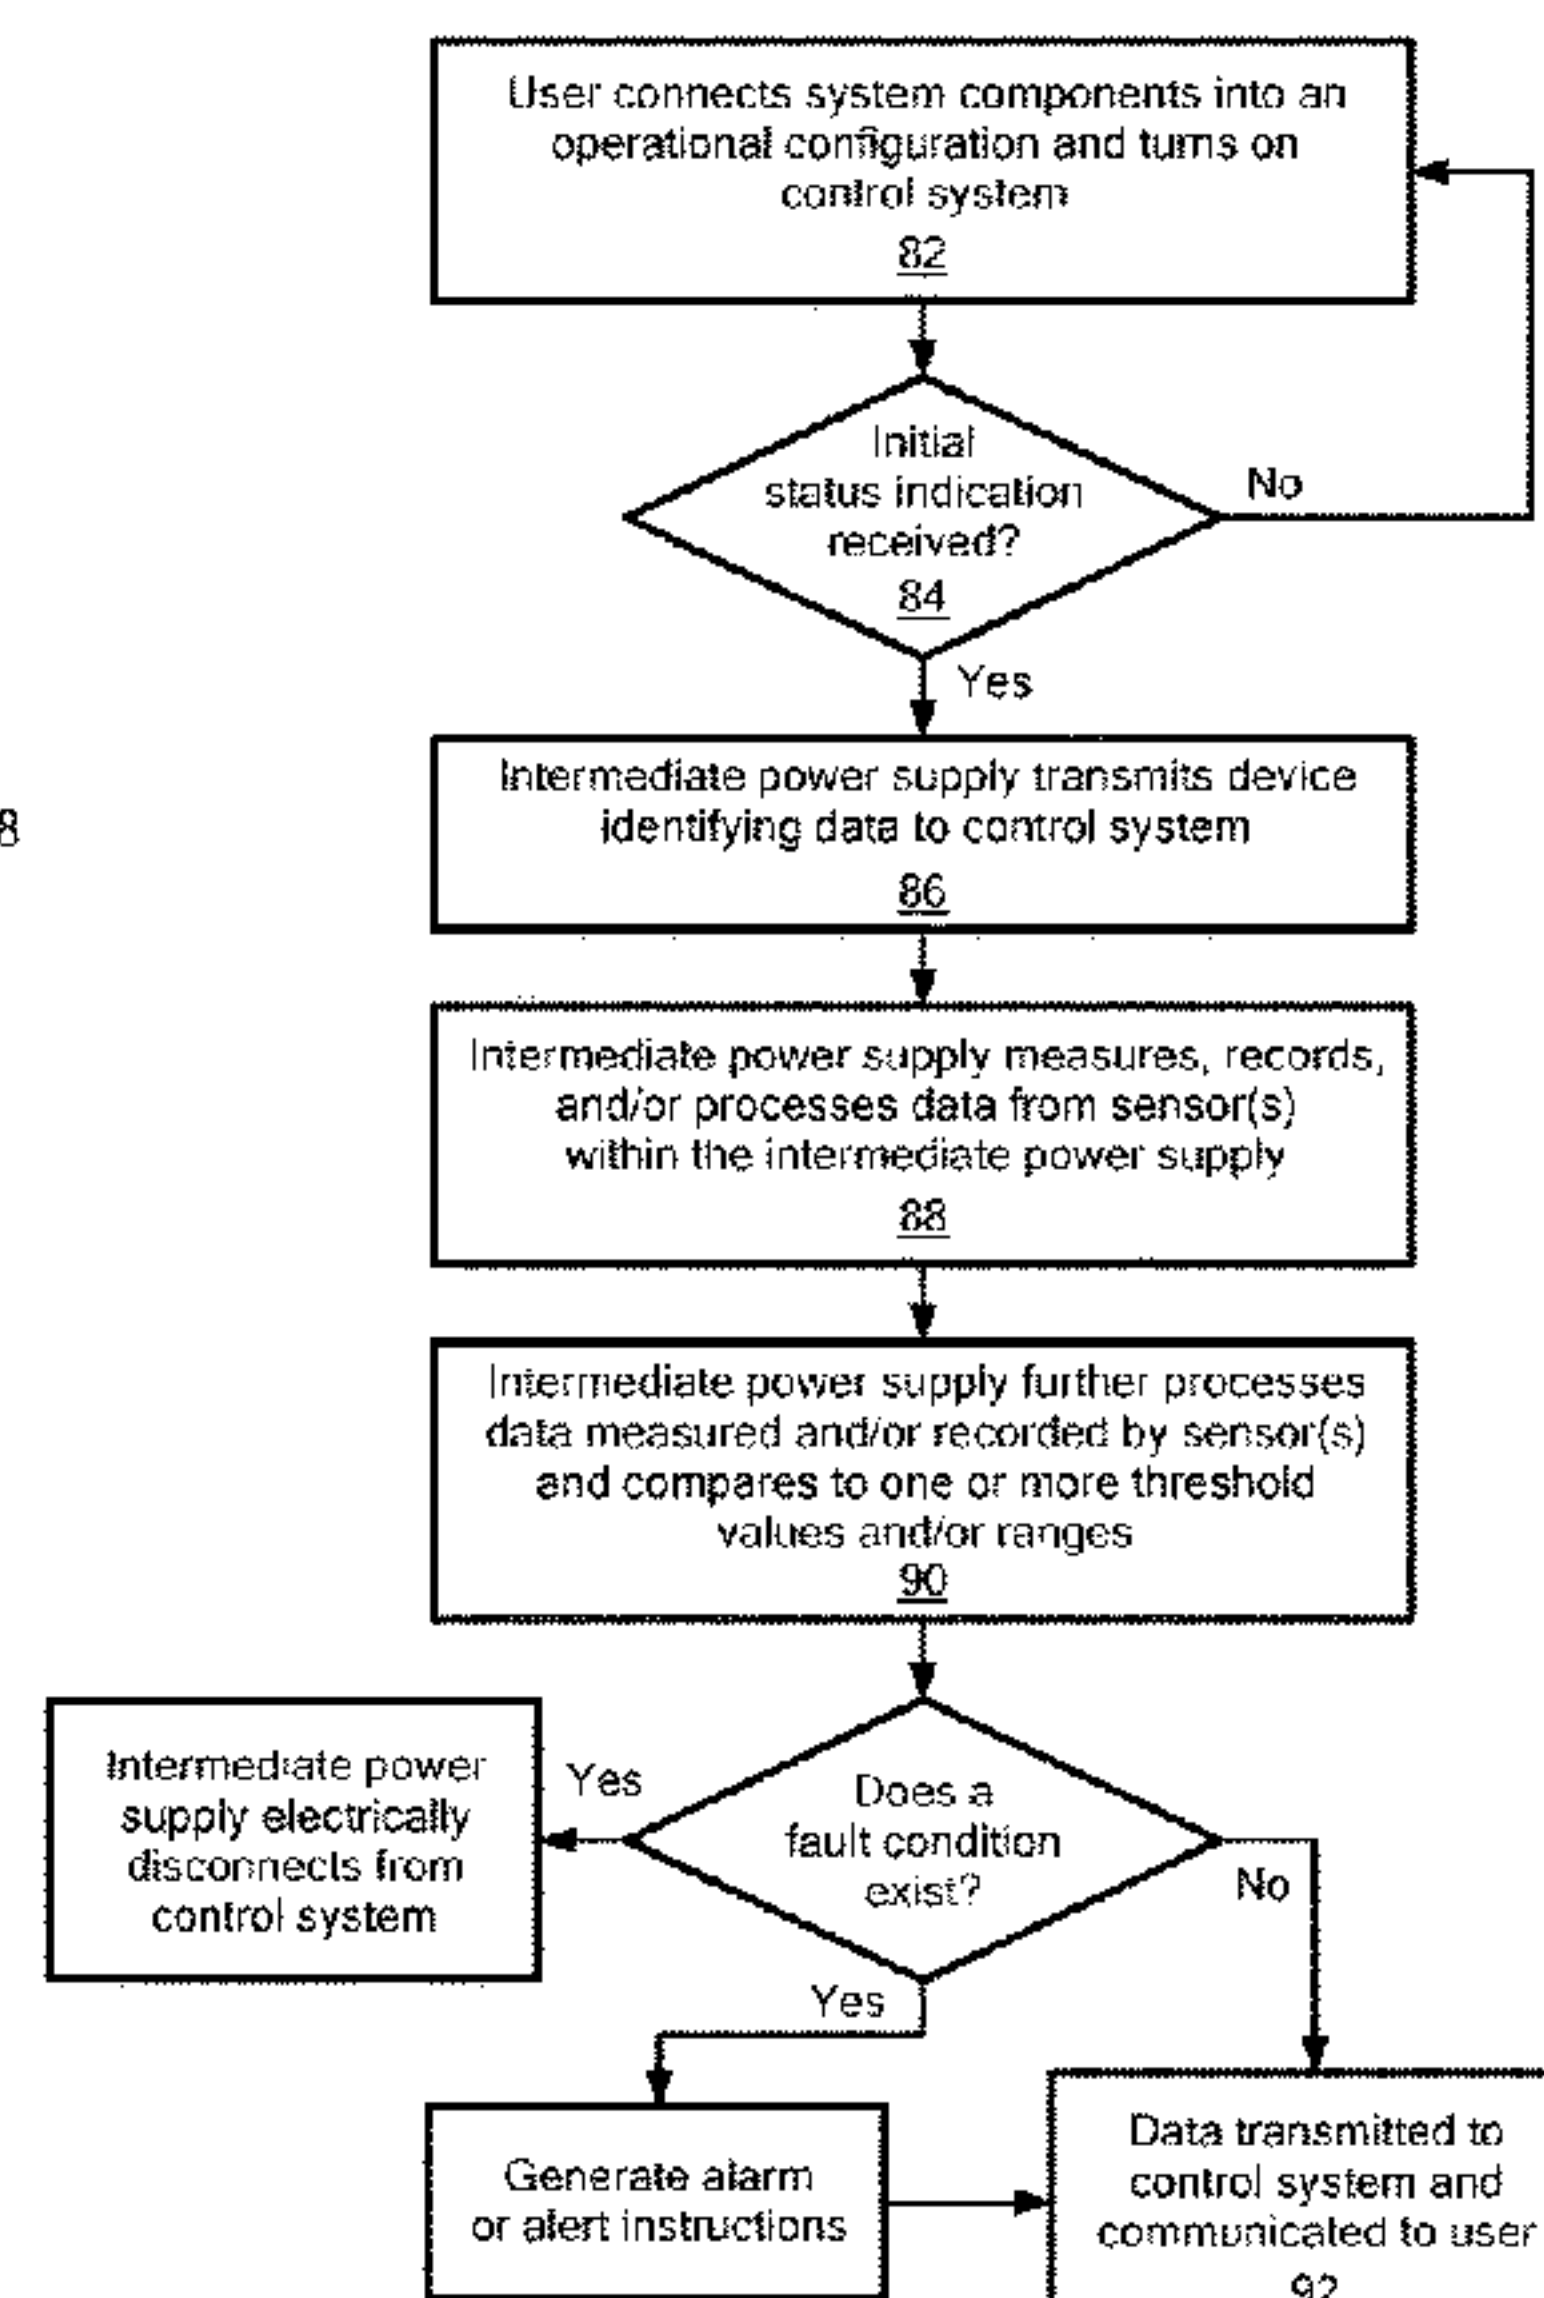 User connects system components into an
operational configuration and turns on
control system
82
Initial
status indication
received?
84
No
Yes
Intermediate power supply transmits device
identifying data to control system
86
8
Intermediate power supply measures, records,
and/or processes data from sensor(s)
within the intermediate power supply
88
Intermediate power supply further processes
data measured and/or recorded by sensor(s)
and compares to one or more threshold
values and/or ranges
90
Intermediate power
supply electrically
disconnects from
control system
Yes
Does a
fault condition
exist?
No
Yes
Generate alarm
or alert instructions
Data transmitted to
control system and
communicated to user
92